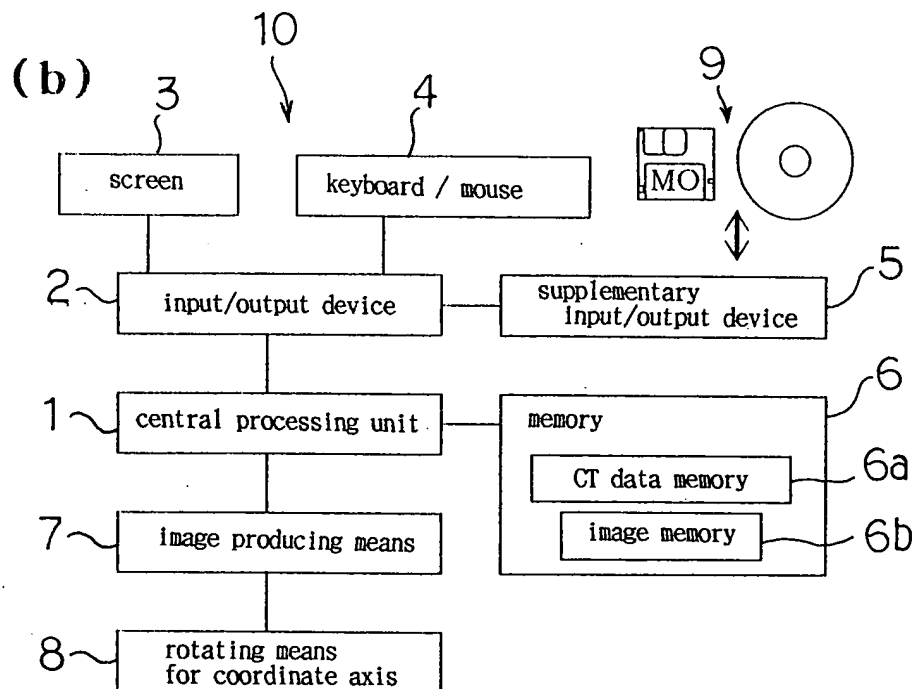 10
(b)
3
4
9
screen
keyboard / mouse
MO
2
input/output device
supplementary
input/output device
5
1
central processing unit
memory
6
CT data memory
6a
7
image producing means
image memory
6b
8
rotating means
for coordinate axis